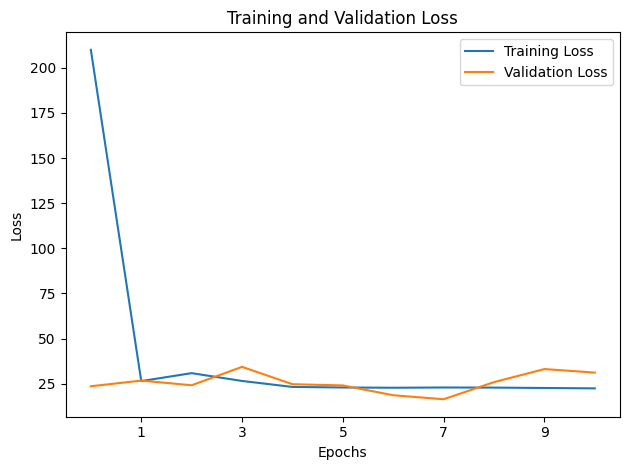 Training and Validation Loss
Training Loss
Validation Loss
200
175
150
125
100
75
50
25
Loss
1 3 5 7 9
Epochs